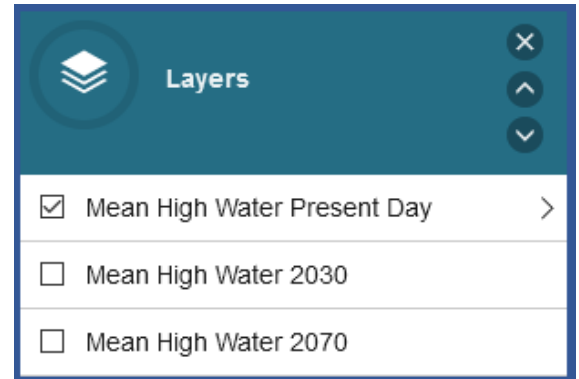 Layers
Mean High Water Present Day
Mean High Water 2030
Mean High Water 2070